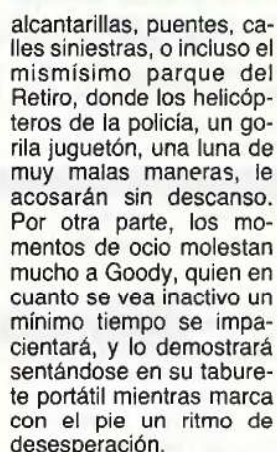 alcantarillas, puentes, ca-
lles siniestras, o incluso el
mismísimo parque del
Retiro, donde los helicóp-
teros de la policía, un go-
rila juguetón, una luna de
muy malas maneras, le
acosarán sin descanso.
Por otra parte, los mo-
mentos de ocio molestan
mucho a Goody, quien en
cuanto se vea inactivo un
mínimo tiempo se impa-
cientará, y lo demostrará
sentándose en su tabure-
te portátil mientras marca
con el pie un ritmo de
desesperación.